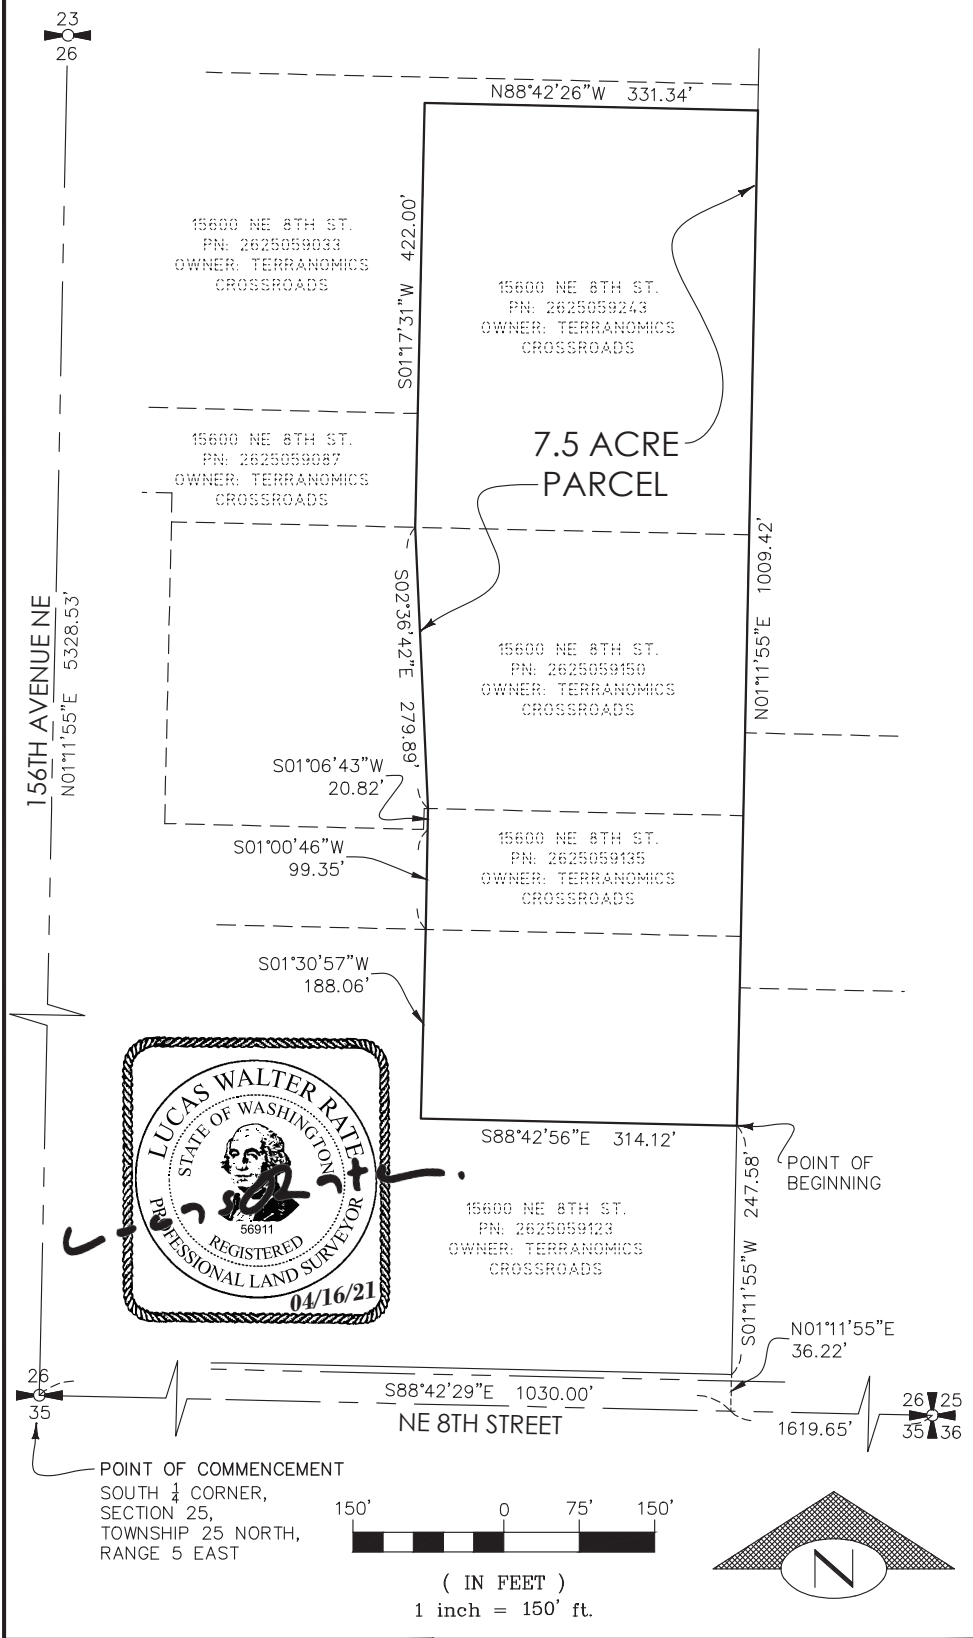 23
26
N88°42'26"W 331.34'
15600 NE 8TH ST.
PN: 2625059033
OWNER: TERRANOMICS
CROSSROADS
S01°17'31"W 422.00'
15600 NE 8TH ST.
PN: 2625059243
OWNER: TERRANOMICS
CROSSROADS
7.5 ACRE
PARCEL
15600 NE 8TH ST.
PN: 2625059087
OWNER: TERRANOMICS
CROSSROADS
156TH AVENUE NE
N01°11'55"E 5328.53'
S02°36'42"E 279.89'
N01°11'55"E 1009.42'
15600 NE 8TH ST.
PN: 2625059150
OWNER: TERRANOMICS
CROSSROADS
S01°06'43"W
20.82'
S01°00'46"W
99.35'
15600 NE 8TH ST.
PN: 2625059135
OWNER: TERRANOMICS
CROSSROADS
S01°30'57"W
188.06'
LUCAS WALTER RATE
STATE OF WASHINGTON
56911
REGISTERED
PROFESSIONAL LAND SURVEYOR
04/16/21
S88°42'56"E 314.12'
POINT OF
BEGINNING
S01°11'55"W 247.58'
15600 NE 8TH ST.
PN: 2625059123
OWNER: TERRANOMICS
CROSSROADS
N01°11'55"E
36.22'
26
35
S88°42'29"E 1030.00'
NE 8TH STREET
1619.65'
26 25
35 36
POINT OF COMMENCEMENT
SOUTH 1/4 CORNER,
SECTION 25,
TOWNSHIP 25 NORTH,
RANGE 5 EAST
150' 0 75' 150'
( IN FEET )
1 inch = 150' ft.
N